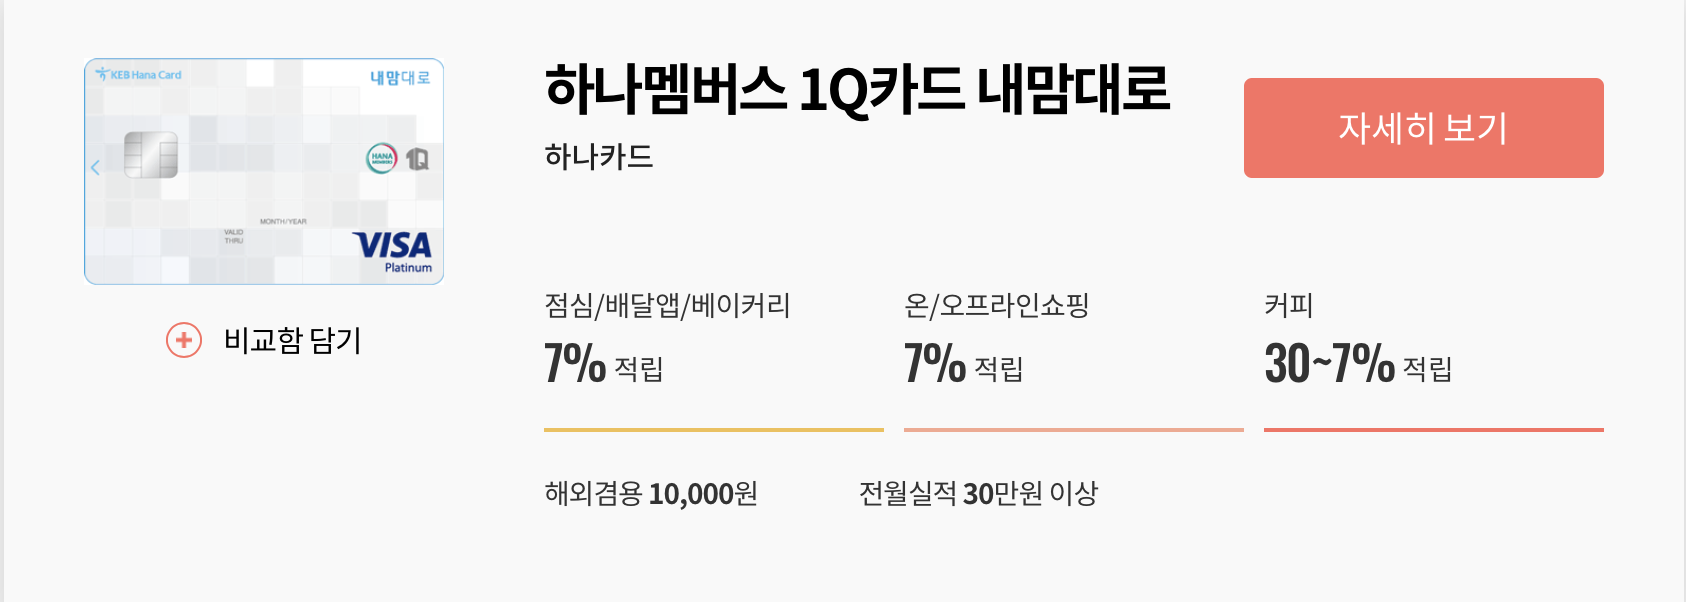 KEB Hana Card
내맘대로
HANA
MEMBERS
1Q
MONTH/YEAR
VALID
THRU
VISA
Platinum
비교함 담기
하나멤버스 1Q카드 내맘대로
하나카드
자세히 보기
점심/배달앱/베이커리
7% 적립
온/오프라인쇼핑
7% 적립
커피
30~7% 적립
해외겸용 10,000원
전월실적 30만원 이상